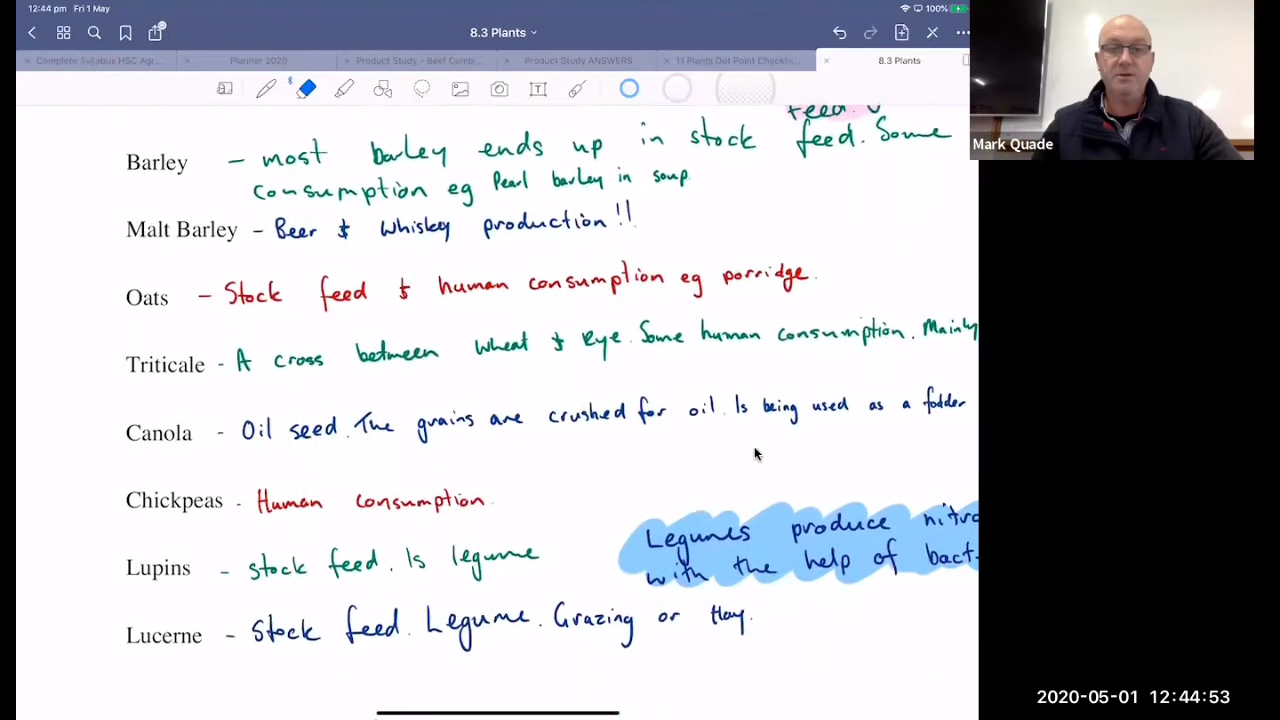 12:44 pm Fri 1 May
100%
8.3 Plants
Complete Syllabus HSC Agr...
Planner 2020
Product Study - Beef Comb...
Product Study ANSWERS
11 Plants Dot Point Checklis...
8.3 Plants
feed.
Barley - most barley ends up in stock feed. Some
consumption eg Pearl barley in soup.
Malt Barley - Beer & Whiskey production!!
Oats - Stock feed & human consumption eg porridge.
Triticale - A cross between wheat & Rye. Some human consumption. Mainly
Canola - Oil seed. The grains are crushed for oil. Is being used as a fodder
Chickpeas - Human consumption.
Legumes produce nitro
with the help of bact
Lupins - stock feed. Is legume
Lucerne - Stock feed. Legume. Grazing or Hay.
Mark Quade
2020-05-01 12:44:53